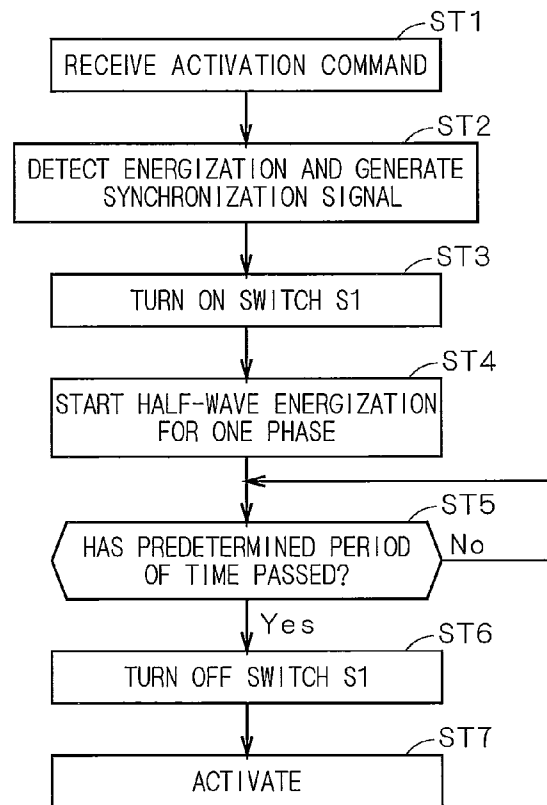 ST1
RECEIVE ACTIVATION COMMAND
ST2
DETECT ENERGIZATION AND GENERATE
SYNCHRONIZATION SIGNAL
ST3
TURN ON SWITCH S1
ST4
START HALF-WAVE ENERGIZATION
FOR ONE PHASE
ST5
HAS PREDETERMINED PERIOD
OF TIME PASSED?
No
Yes
ST6
TURN OFF SWITCH S1
ST7
ACTIVATE